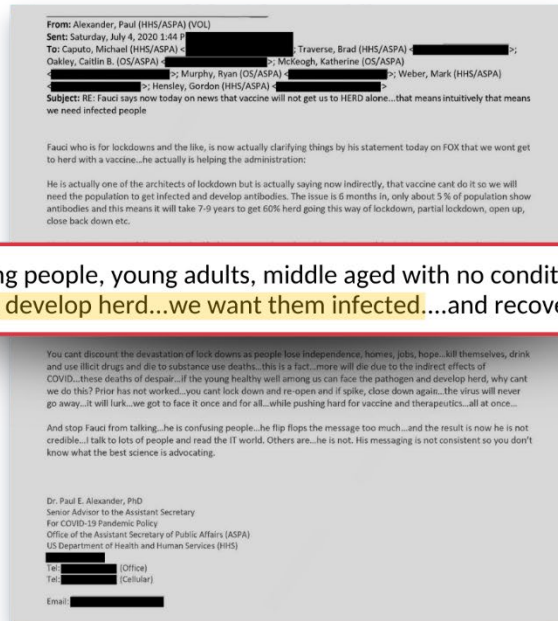 From: Alexander, Paul (HHS/ASPA) (VOL)
Sent: Saturday, July 4, 2020 1:44 P
To: Caputo, Michael (HHS/ASPA) < ; Traverse, Brad (HHS/ASPA) < >;
Oakley, Caitlin B. (OS/ASPA) < >; McKeogh, Katherine (OS/ASPA)
< >; Murphy, Ryan (OS/ASPA) < >; Weber, Mark (HHS/ASPA)
< >; Hensley, Gordon (HHS/ASPA) < >
Subject: RE: Fauci says now today on news that vaccine will not get us to HERD alone...that means intuitively that means
we need infected people
Fauci who is for lockdowns and the like, is now actually clarifying things by his statement today on FOX that we wont get
to herd with a vaccine...he actually is helping the administration:
He is actually one of the architects of lockdown but is actually saying now indirectly, that vaccine cant do it so we will
need the population to get infected and develop antibodies. The issue is 6 months in, only about 5 % of population show
antibodies and this means it will take 7-9 years to get 60% herd going this way of lockdown, partial lockdown, open up,
close back down etc.
ng people, young adults, middle aged with no condit
develop herd...we want them infected....and recove
You cant discount the devastation of lock downs as people lose independence, homes, jobs, hope...kill themselves, drink
and use illicit drugs and die to substance use deaths...this is a fact...more will die due to the indirect effects of
COVID...these deaths of despair...if the young healthy well among us can face the pathogen and develop herd, why cant
we do this? Prior has not worked...you cant lock down and re-open and if spike, close down again...the virus will never
go away...it will lurk...we got to face it once and for all...while pushing hard for vaccine and therapeutics...all at once...
And stop Fauci from talking...he is confusing people...he flip flops the message too much...and the result is now he is not
credible...I talk to lots of people and read the IT world. Others are...he is not. His messaging is not consistent so you don't
know what the best science is advocating.
Dr. Paul E. Alexander, PhD
Senior Advisor to the Assistant Secretary
For COVID-19 Pandemic Policy
Office of the Assistant Secretary of Public Affairs (ASPA)
US Department of Health and Human Services (HHS)
Tel: (Office)
Tel: (Cellular)
Email: